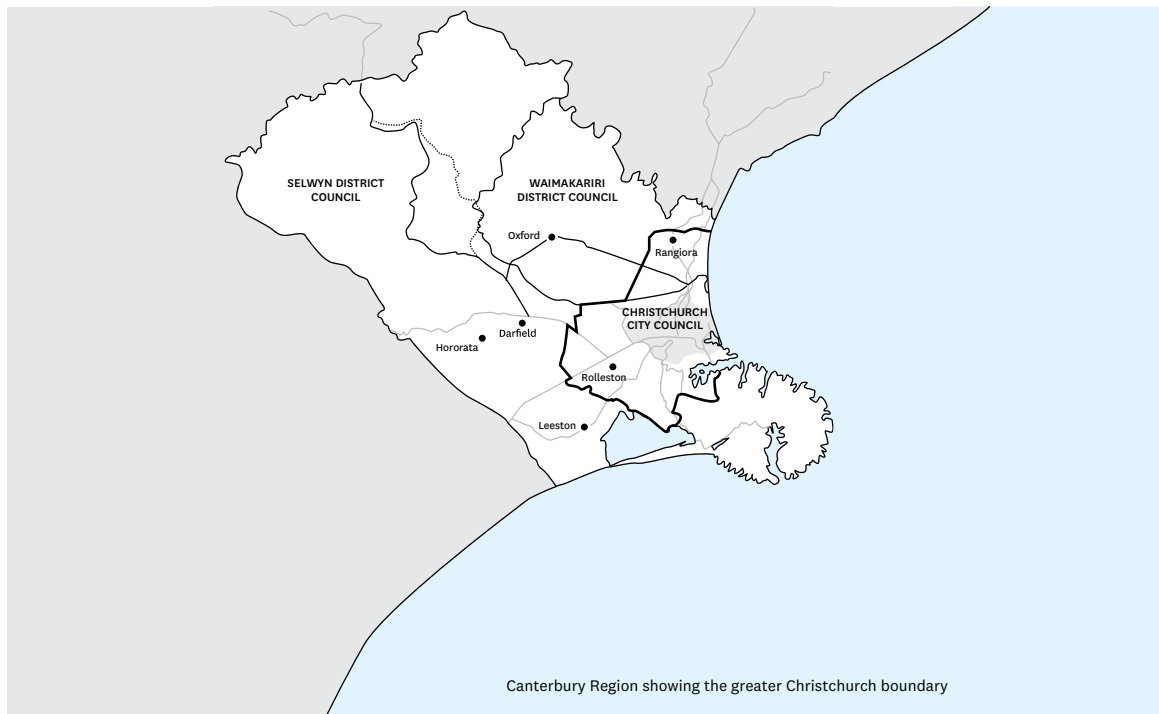 SELWYN DISTRICT
COUNCIL
WAIMAKARIRI
DISTRICT COUNCIL
Oxford
Rangiora
CHRISTCHURCH
CITY COUNCIL
Darfield
Hororata
Rolleston
Leeston
Canterbury Region showing the greater Christchurch boundary